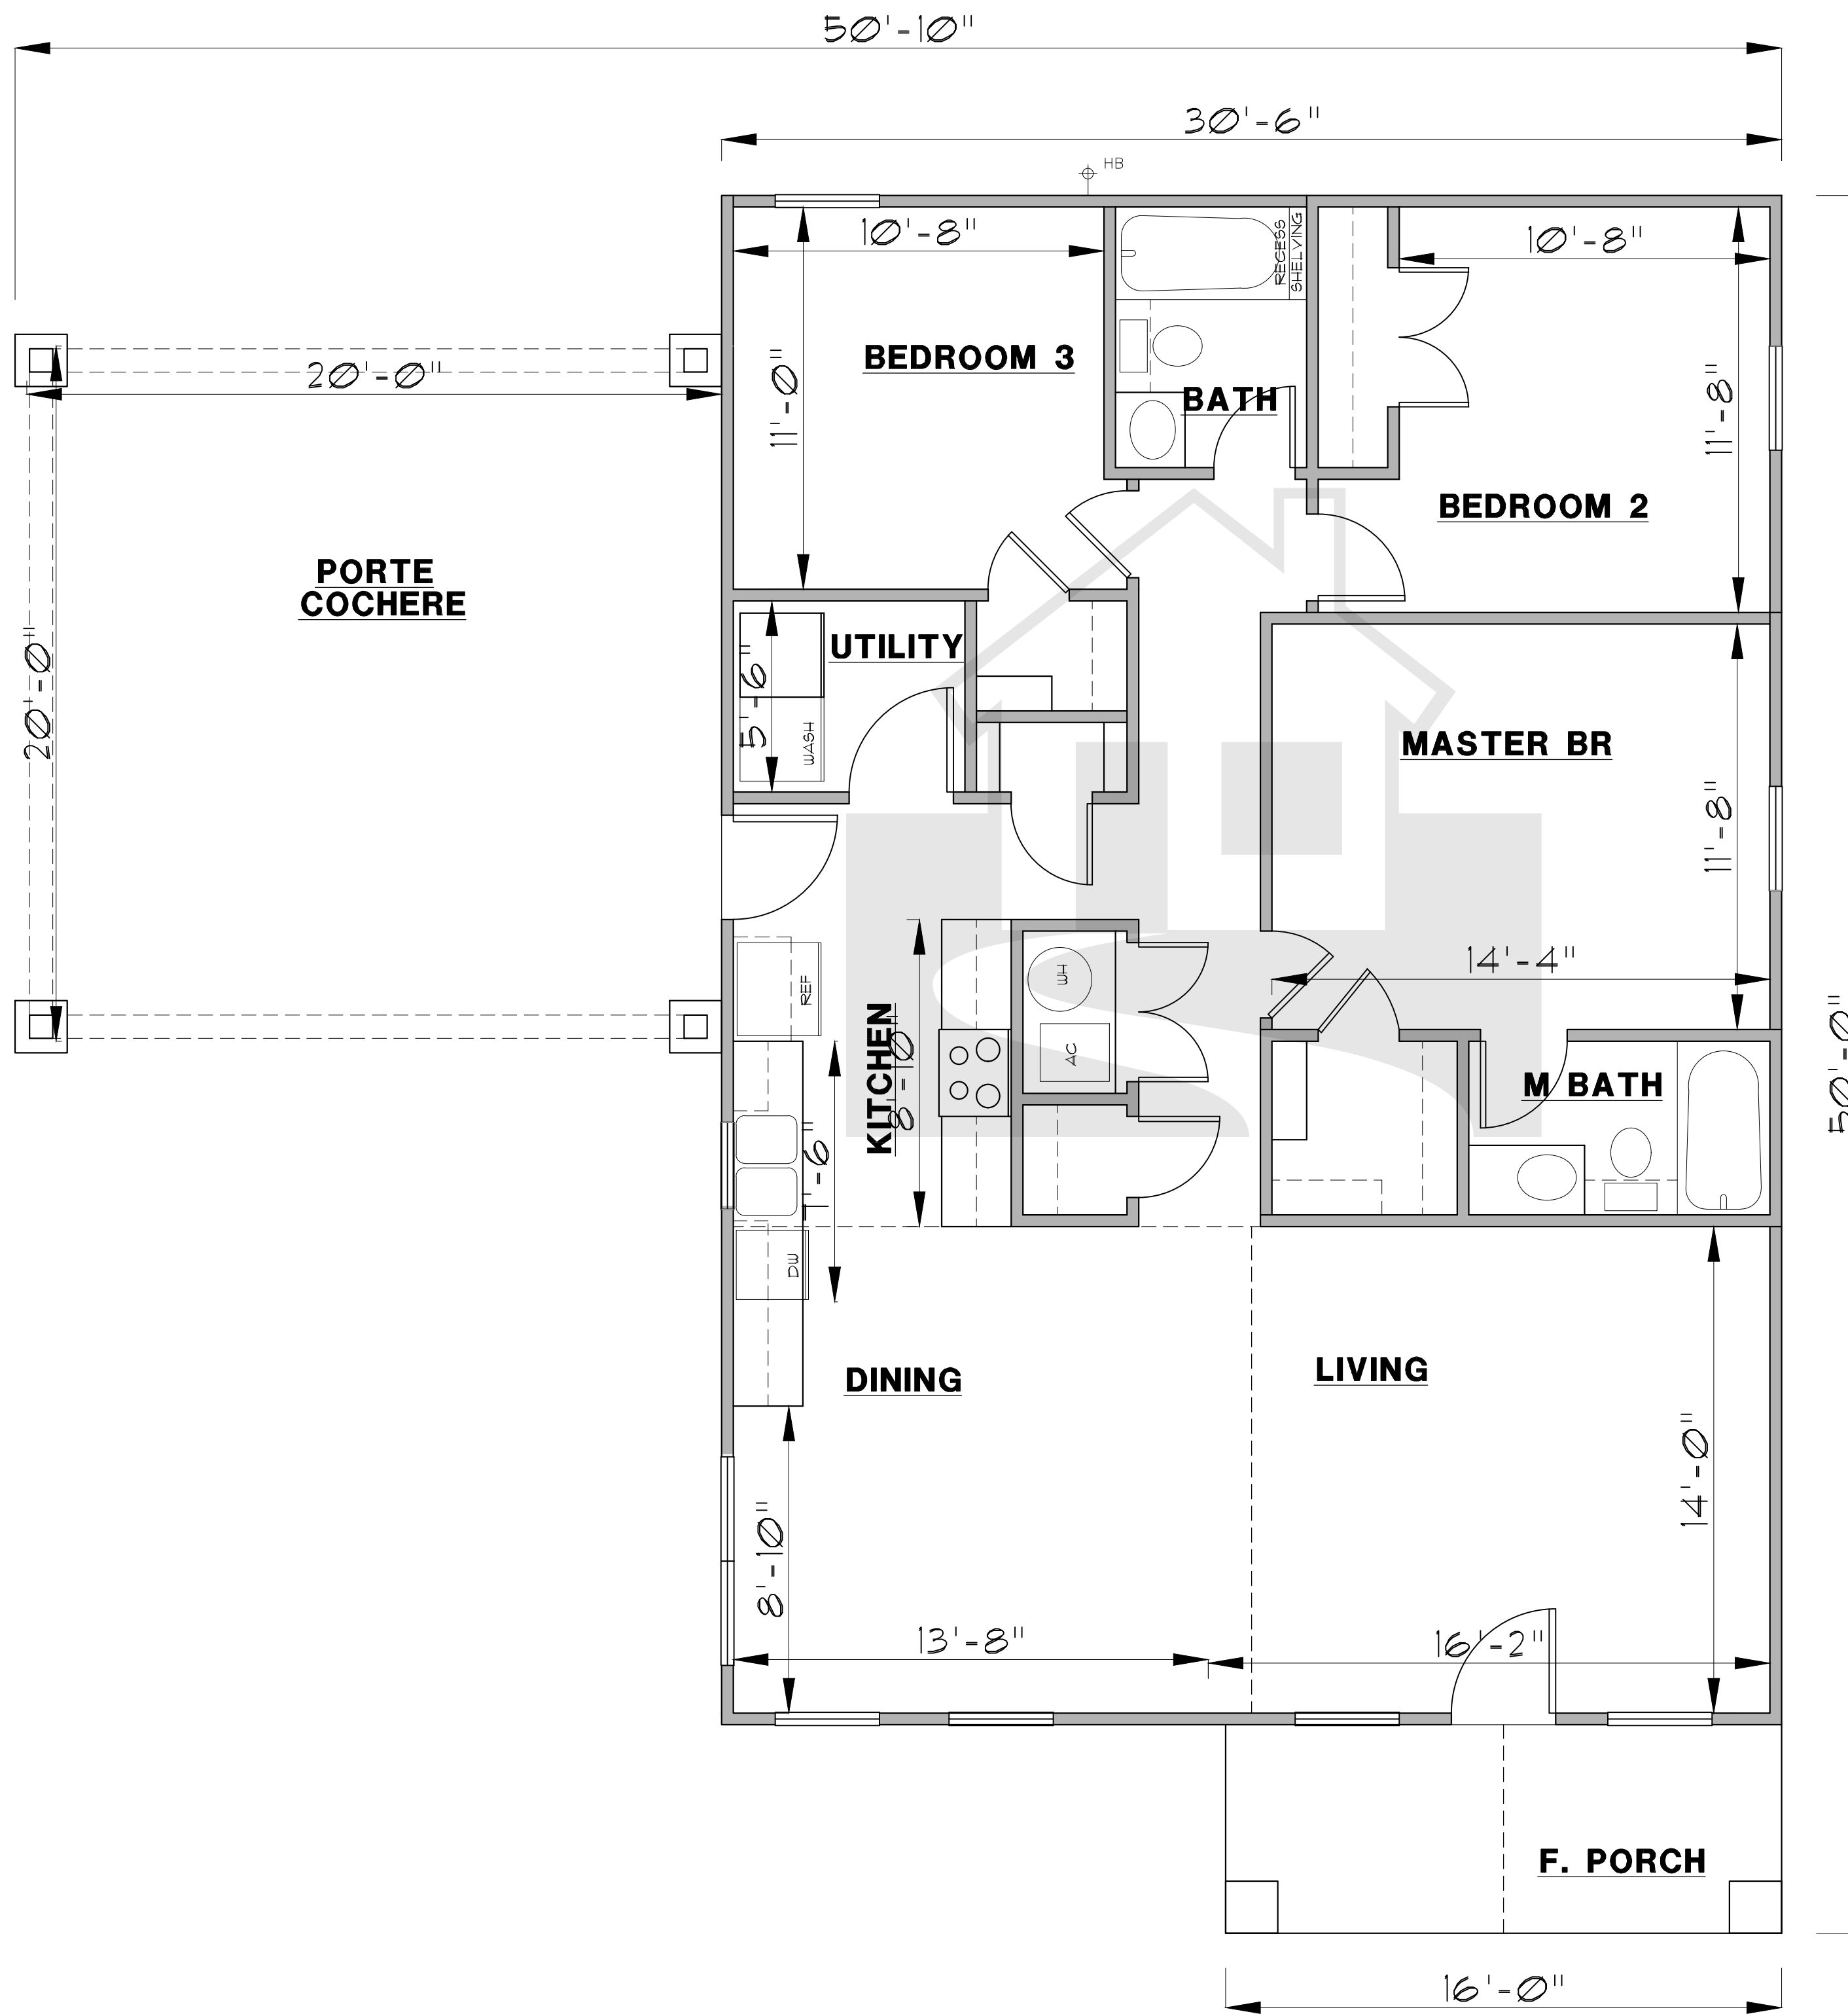 50'-10"
30'-6"
HB
10'-8"
RECESS
SHELVING
10'-8"
BEDROOM 3
11'-0"
20'-0"
BATH
11'-8"
BEDROOM 2
PORTE
COCHERE
20'-0"
UTILITY
5'-6"
WASH
MASTER BR
11'-8"
14'-4"
WH
REF
KITCHEN
8'-10"
AC
M BATH
50'-0"
DW
DINING
LIVING
14'-0"
8'-10"
13'-8"
16'-2"
F. PORCH
16'-0"